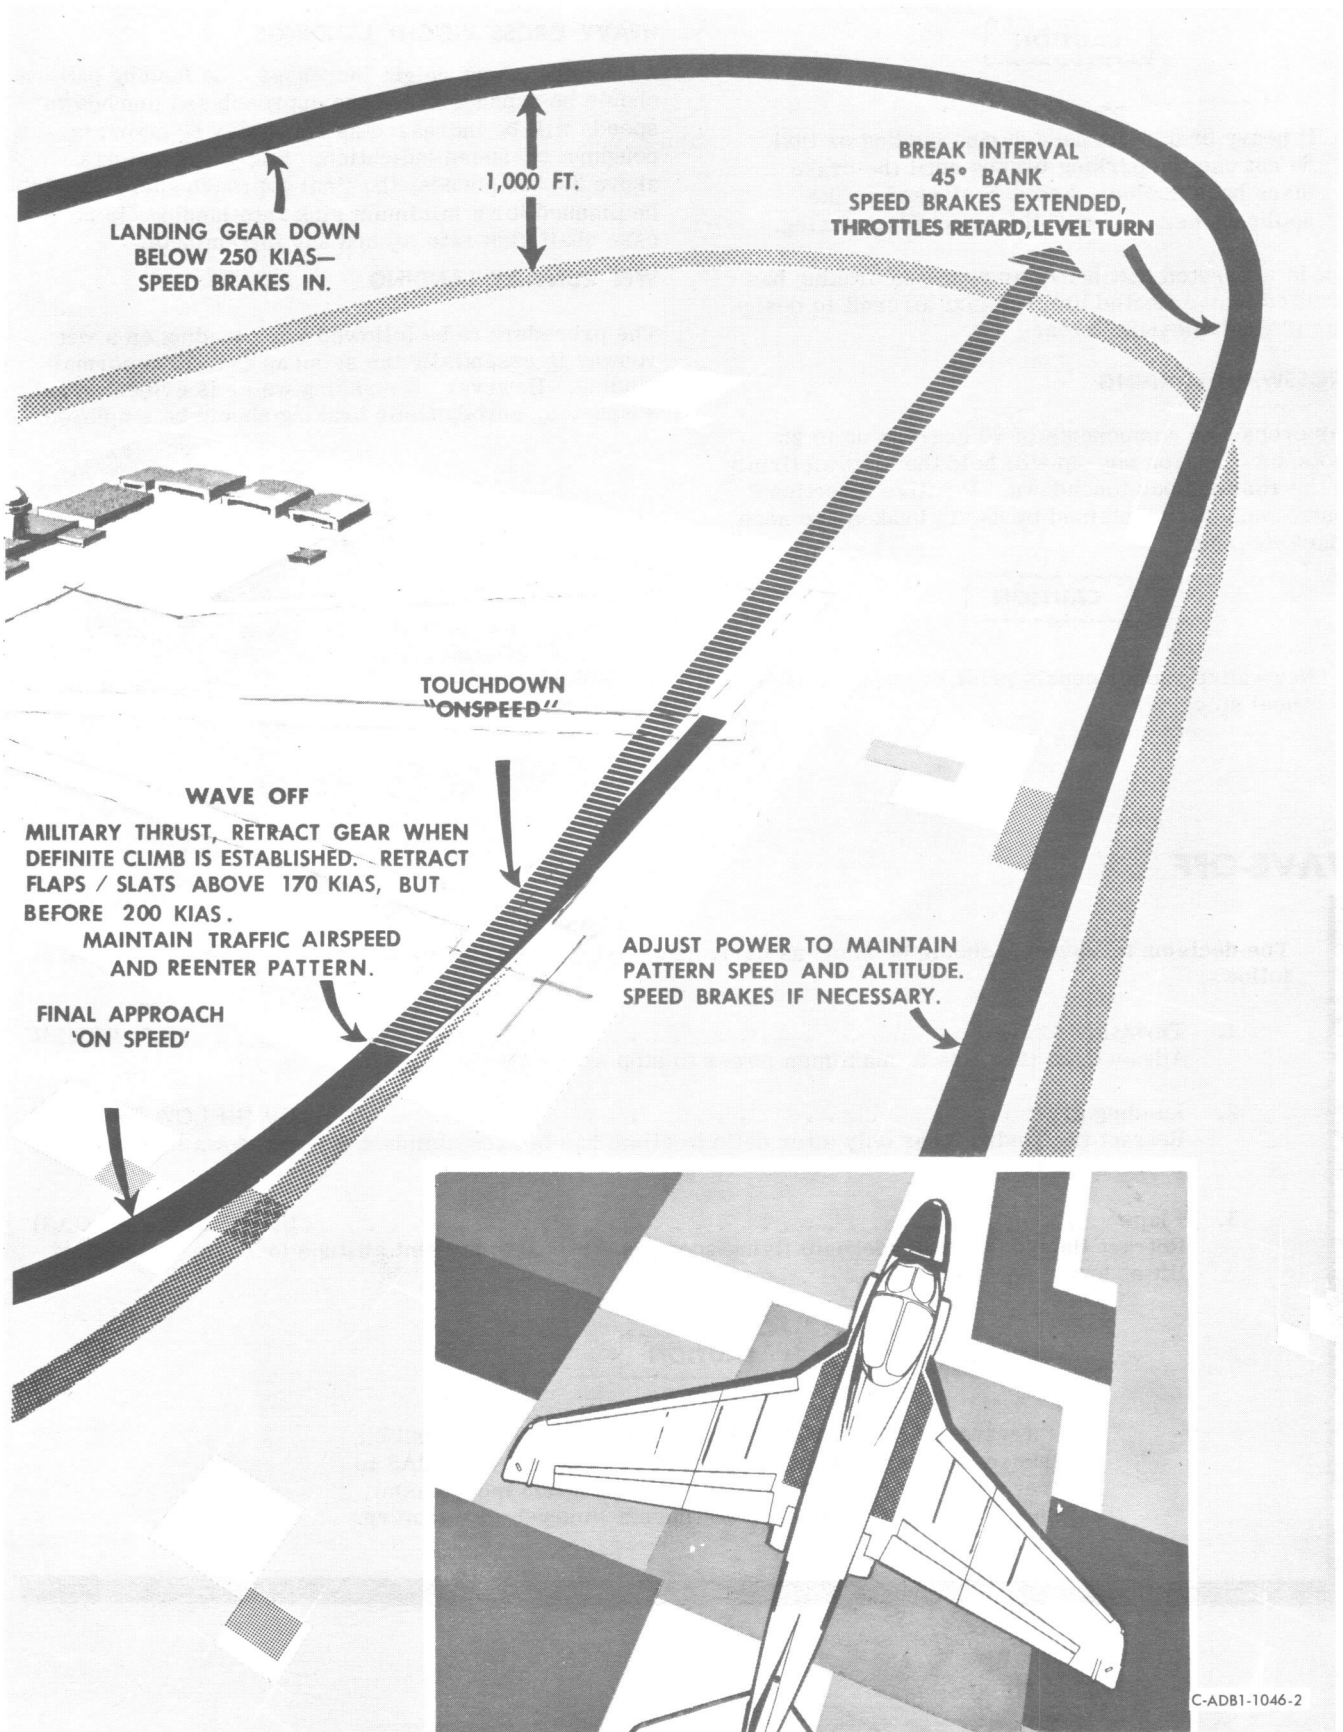 1,000 FT.
BREAK INTERVAL
45° BANK
SPEED BRAKES EXTENDED,
THROTTLES RETARD, LEVEL TURN
LANDING GEAR DOWN
BELOW 250 KIAS—
SPEED BRAKES IN.
TOUCHDOWN
"ONSPEED"
WAVE OFF
MILITARY THRUST, RETRACT GEAR WHEN
DEFINITE CLIMB IS ESTABLISHED. RETRACT
FLAPS / SLATS ABOVE 170 KIAS, BUT
BEFORE 200 KIAS.
MAINTAIN TRAFFIC AIRSPEED
AND REENTER PATTERN.
FINAL APPROACH
'ON SPEED'
ADJUST POWER TO MAINTAIN
PATTERN SPEED AND ALTITUDE.
SPEED BRAKES IF NECESSARY.
C-ADB1-1046-2